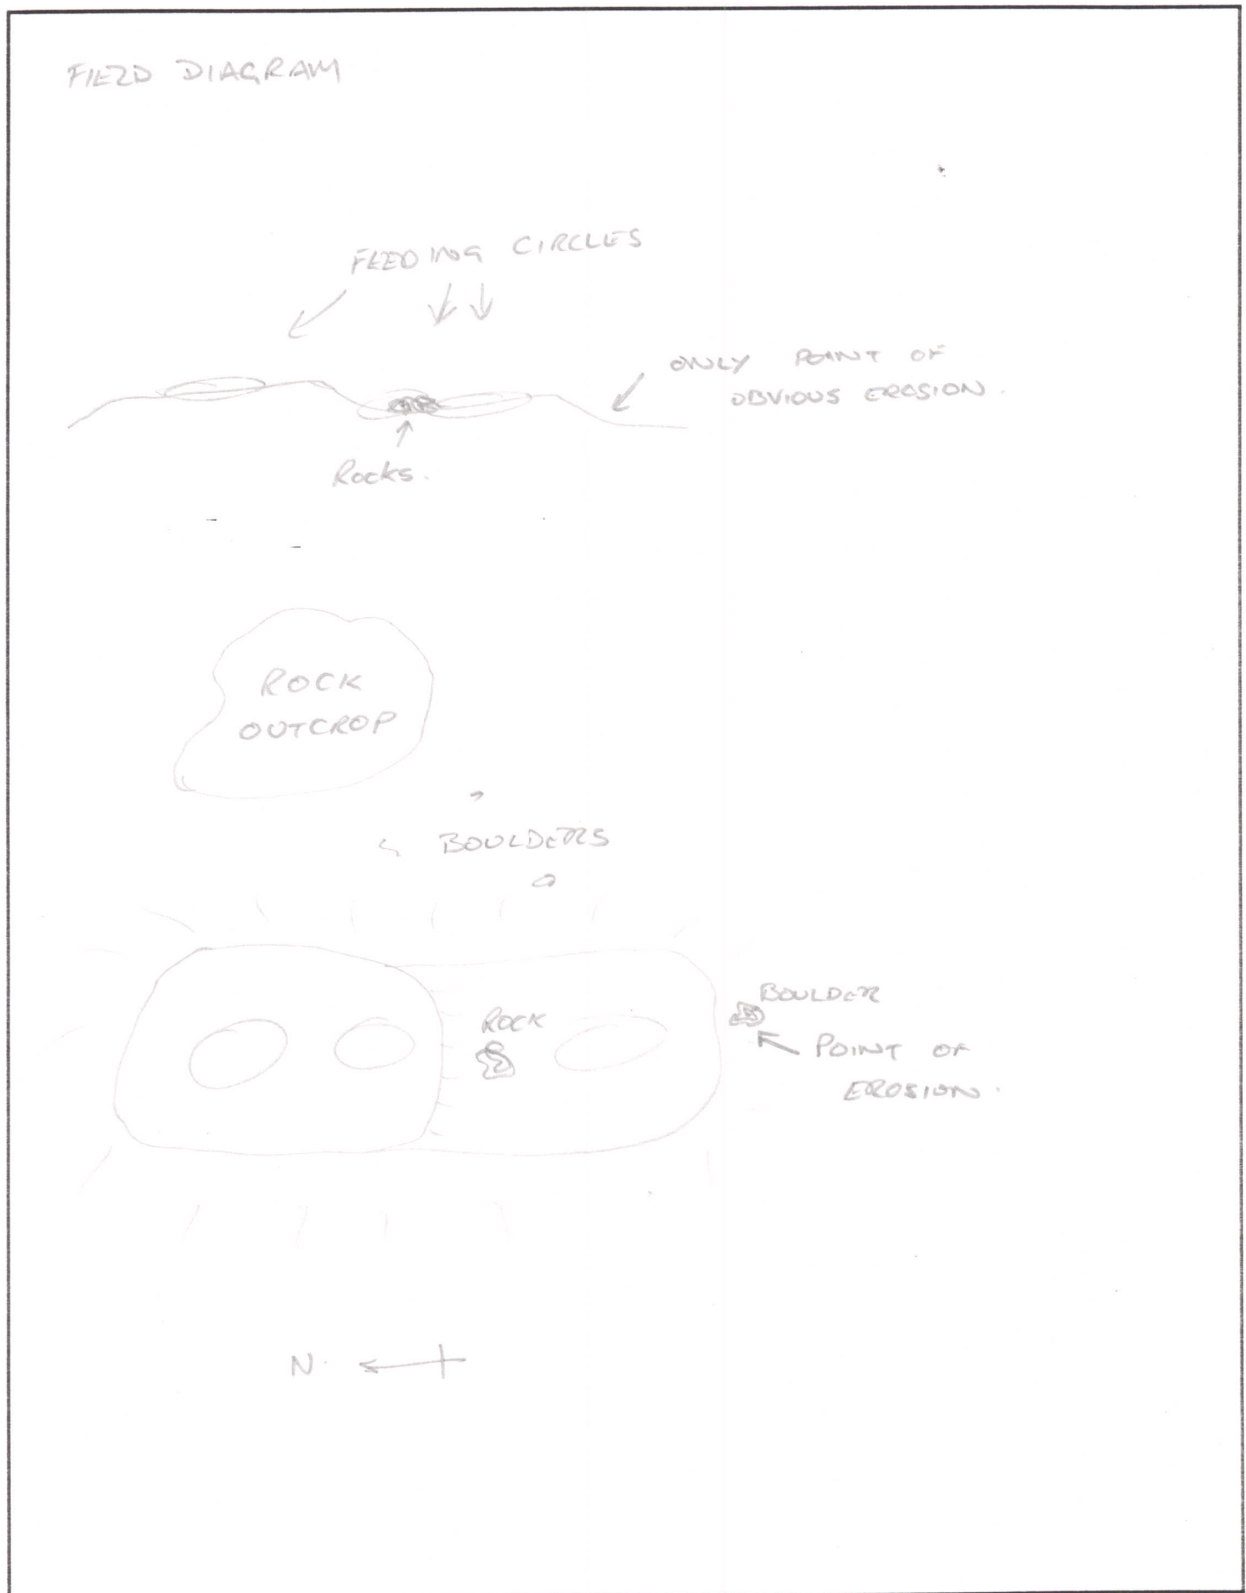 FIELD DIAGRAM
FEEDING CIRCLES
ONLY POINT OF
OBVIOUS EROSION.
Rocks.
ROCK
OUTCROP
BOULDERS
BOULDER
ROCK
POINT OF
EROSION.
N.